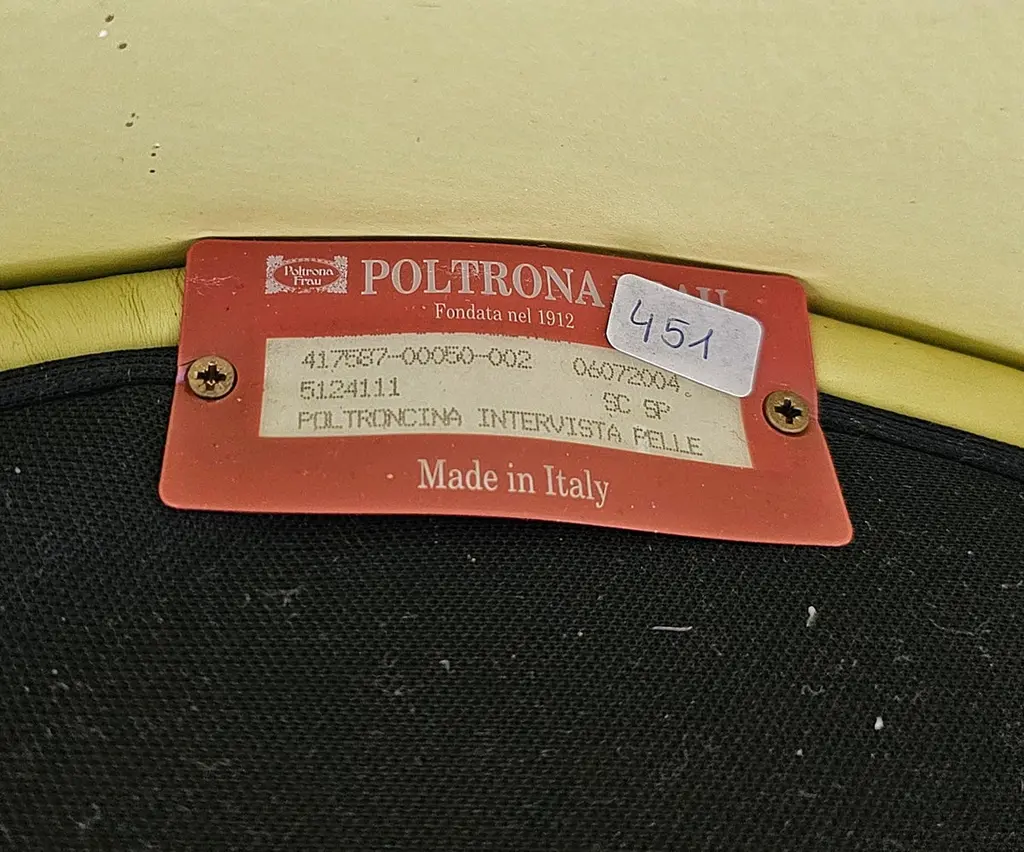 Poltrona
Frau
POLTRONA FRAU
Fondata nel 1912
451
417587-00050-002 06072004
5124111 SC SP
POLTRONCINA INTERVISTA PELLE
Made in Italy